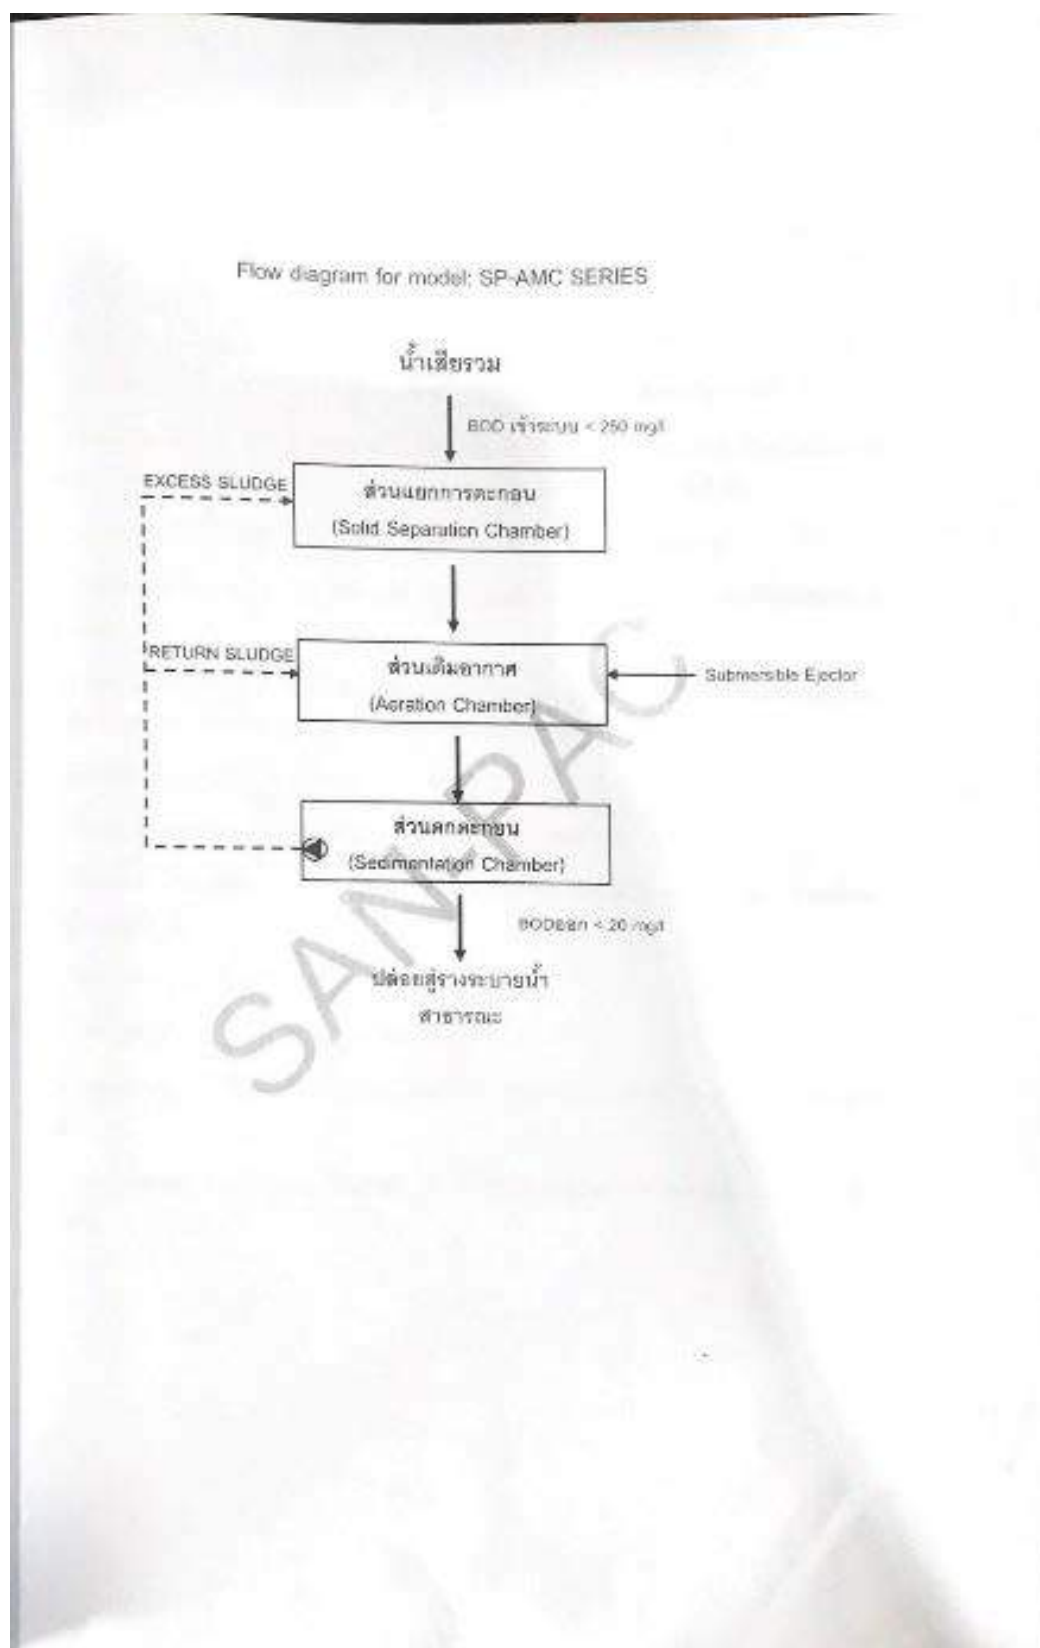 Flow diagram for model: SP-AMC SERIES
น้ำเสียรวม
BOD เข้าระบบ < 250 mg/l
EXCESS SLUDGE
ส่วนแยกกากตะกอน
(Solid Separation Chamber)
RETURN SLUDGE
ส่วนเติมอากาศ
(Aeration Chamber)
Submersible Ejector
ส่วนตกตะกอน
(Sedimentation Chamber)
BODออก < 20 mg/l
ปล่อยสู่รางระบายน้ำ
สาธารณะ
SAN-PAC